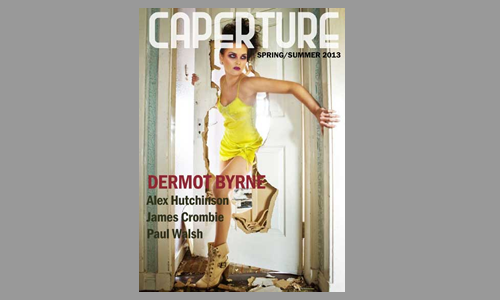 CAPERTURE
SPRING/SUMMER 2013
DERMOT BYRNE
Alex Hutchinson
James Crombie
Paul Walsh